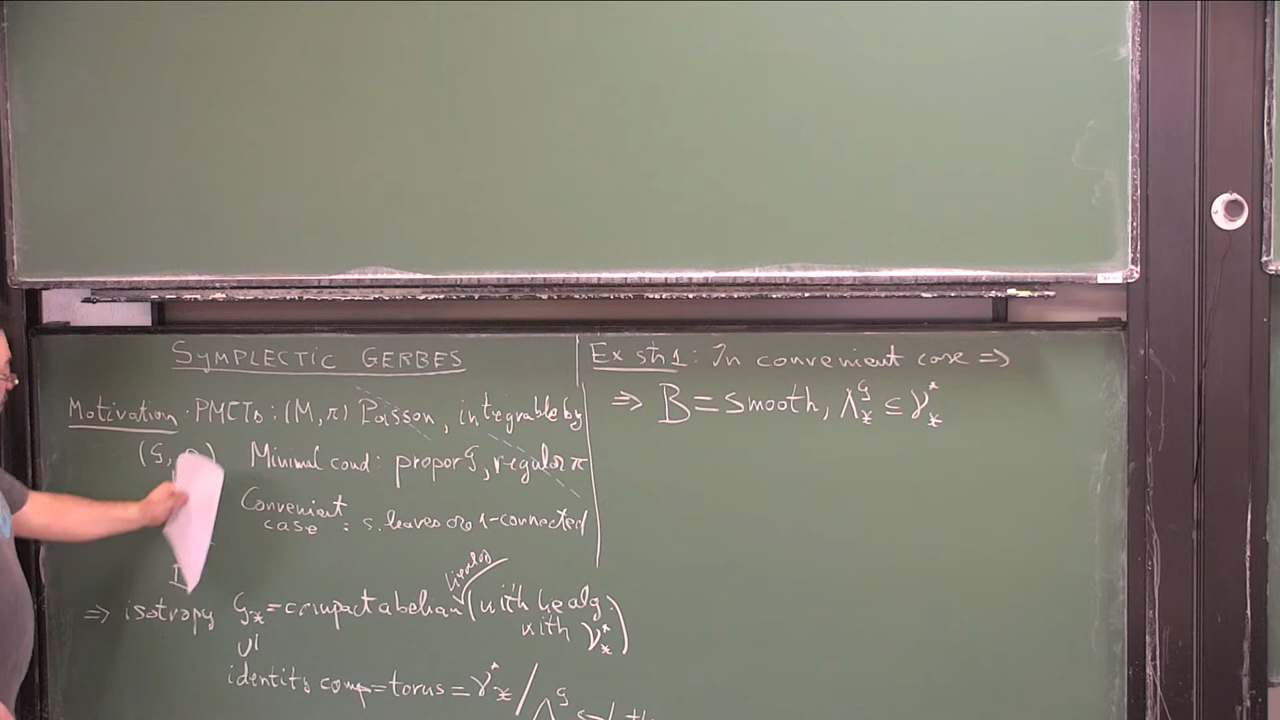 SYMPLECTIC GERBES
Motivation: PMCTs: (M, π) Poisson, integrable by
(G,
Minimal cond: proper G, regular π
Convenient case: s. leaves are 1-connected
⇒ isotropy G_x = compact abelian (with Lie alg. with ν*_x)
∪|
identity comp = torus = ν*_x / Λ^G_x
Ex sit 1: In convenient case ⇒
⇒ B = smooth, Λ^G_x ⊆ ν*_x